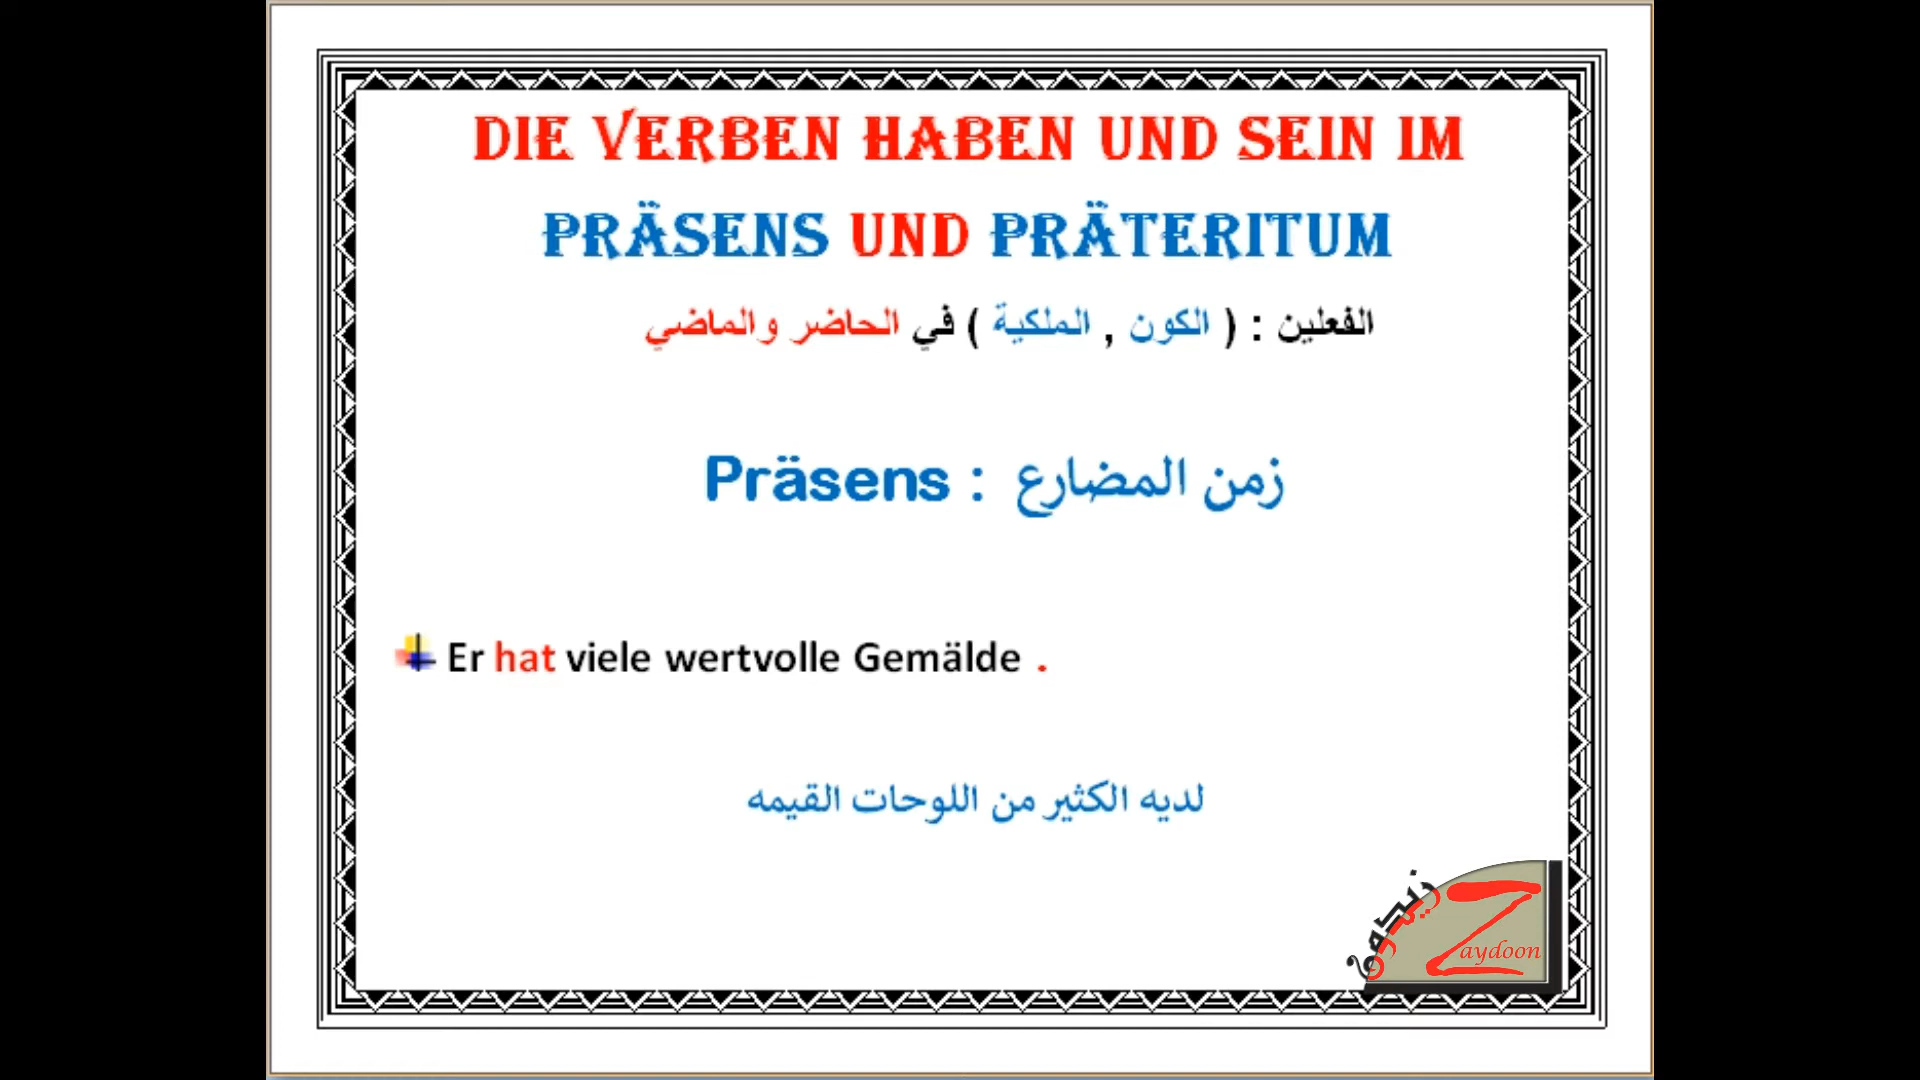 DIE VERBEN HABEN UND SEIN IM
PRÄSENS UND PRÄTERITUM
الفعلين : ( الكون , الملكية ) في الحاضر والماضي
Präsens : زمن المضارع
Er hat viele wertvolle Gemälde .
لديه الكثير من اللوحات القيمه
زيدون
Zaydoon